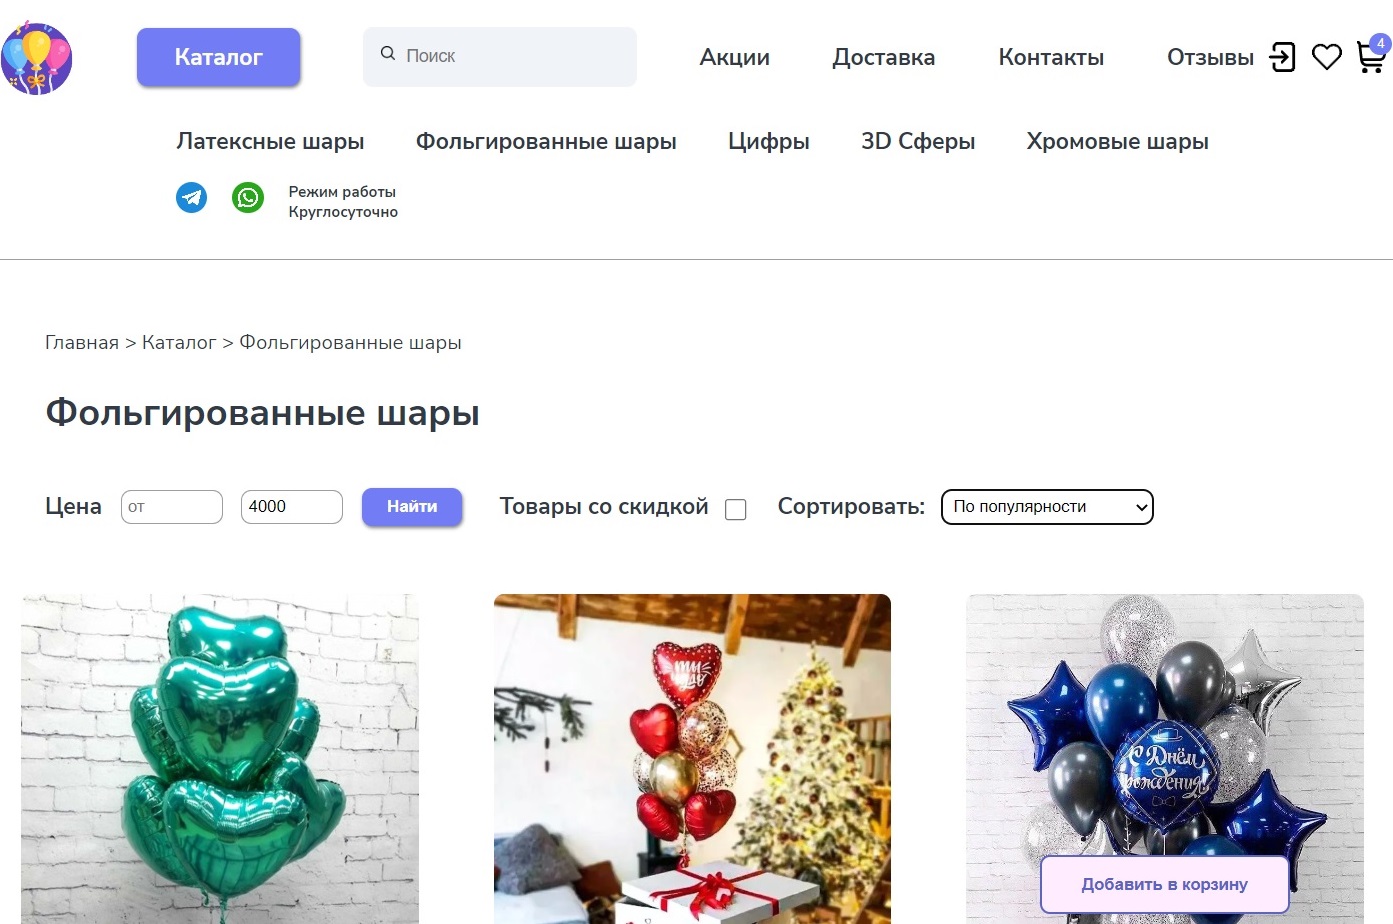 Каталог
Поиск
Акции
Доставка
Контакты
Отзывы
4
Латексные шары
Фольгированные шары
Цифры
3D Сферы
Хромовые шары
Режим работы
Круглосуточно
Главная > Каталог > Фольгированные шары
Фольгированные шары
Цена
от
4000
Найти
Товары со скидкой
Сортировать:
По популярности
С Днём
рождения!
Добавить в корзину